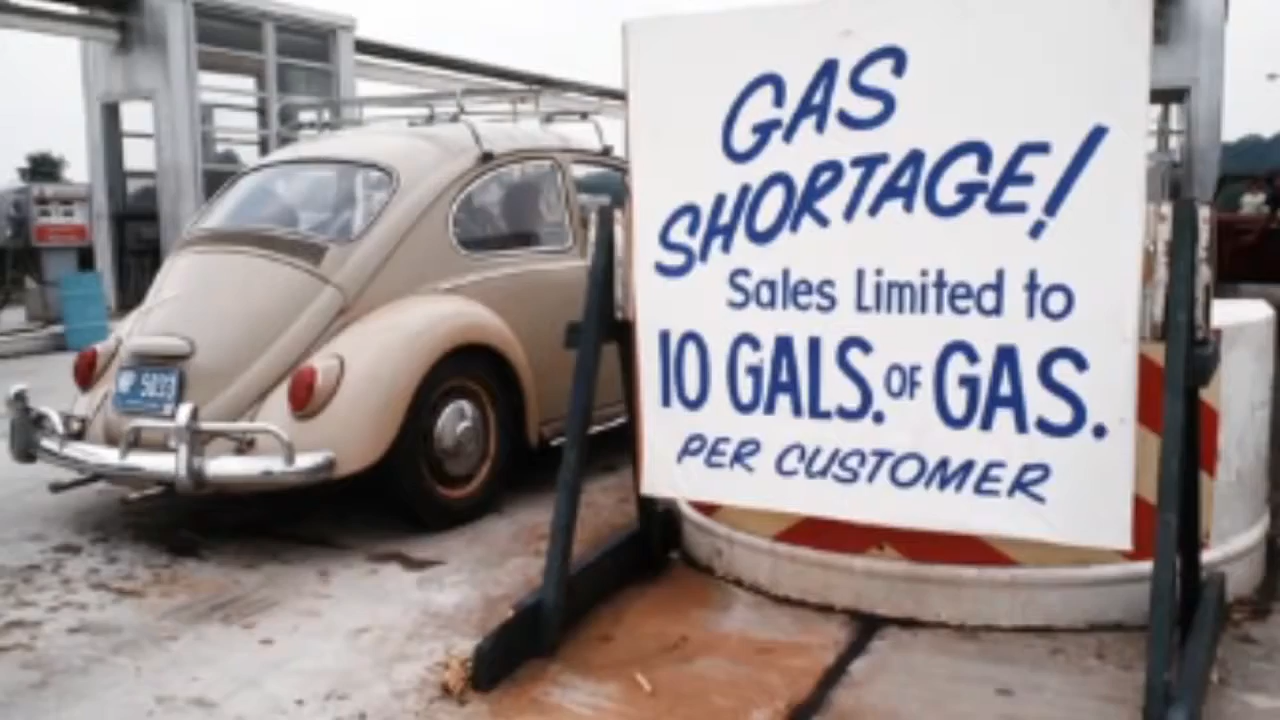 GAS
SHORTAGE!
Sales Limited to
10 GALS. OF GAS.
PER CUSTOMER